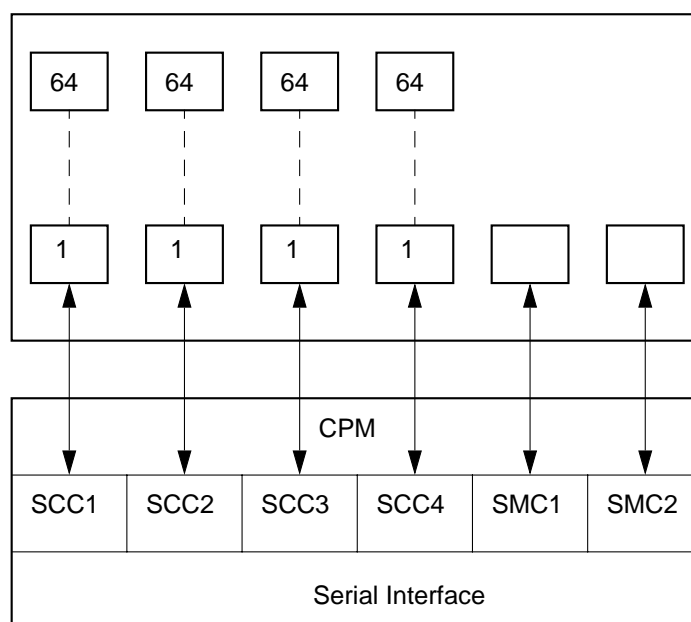 64 64 64 64
1 1 1 1
CPM
SCC1 SCC2 SCC3 SCC4 SMC1 SMC2
Serial Interface